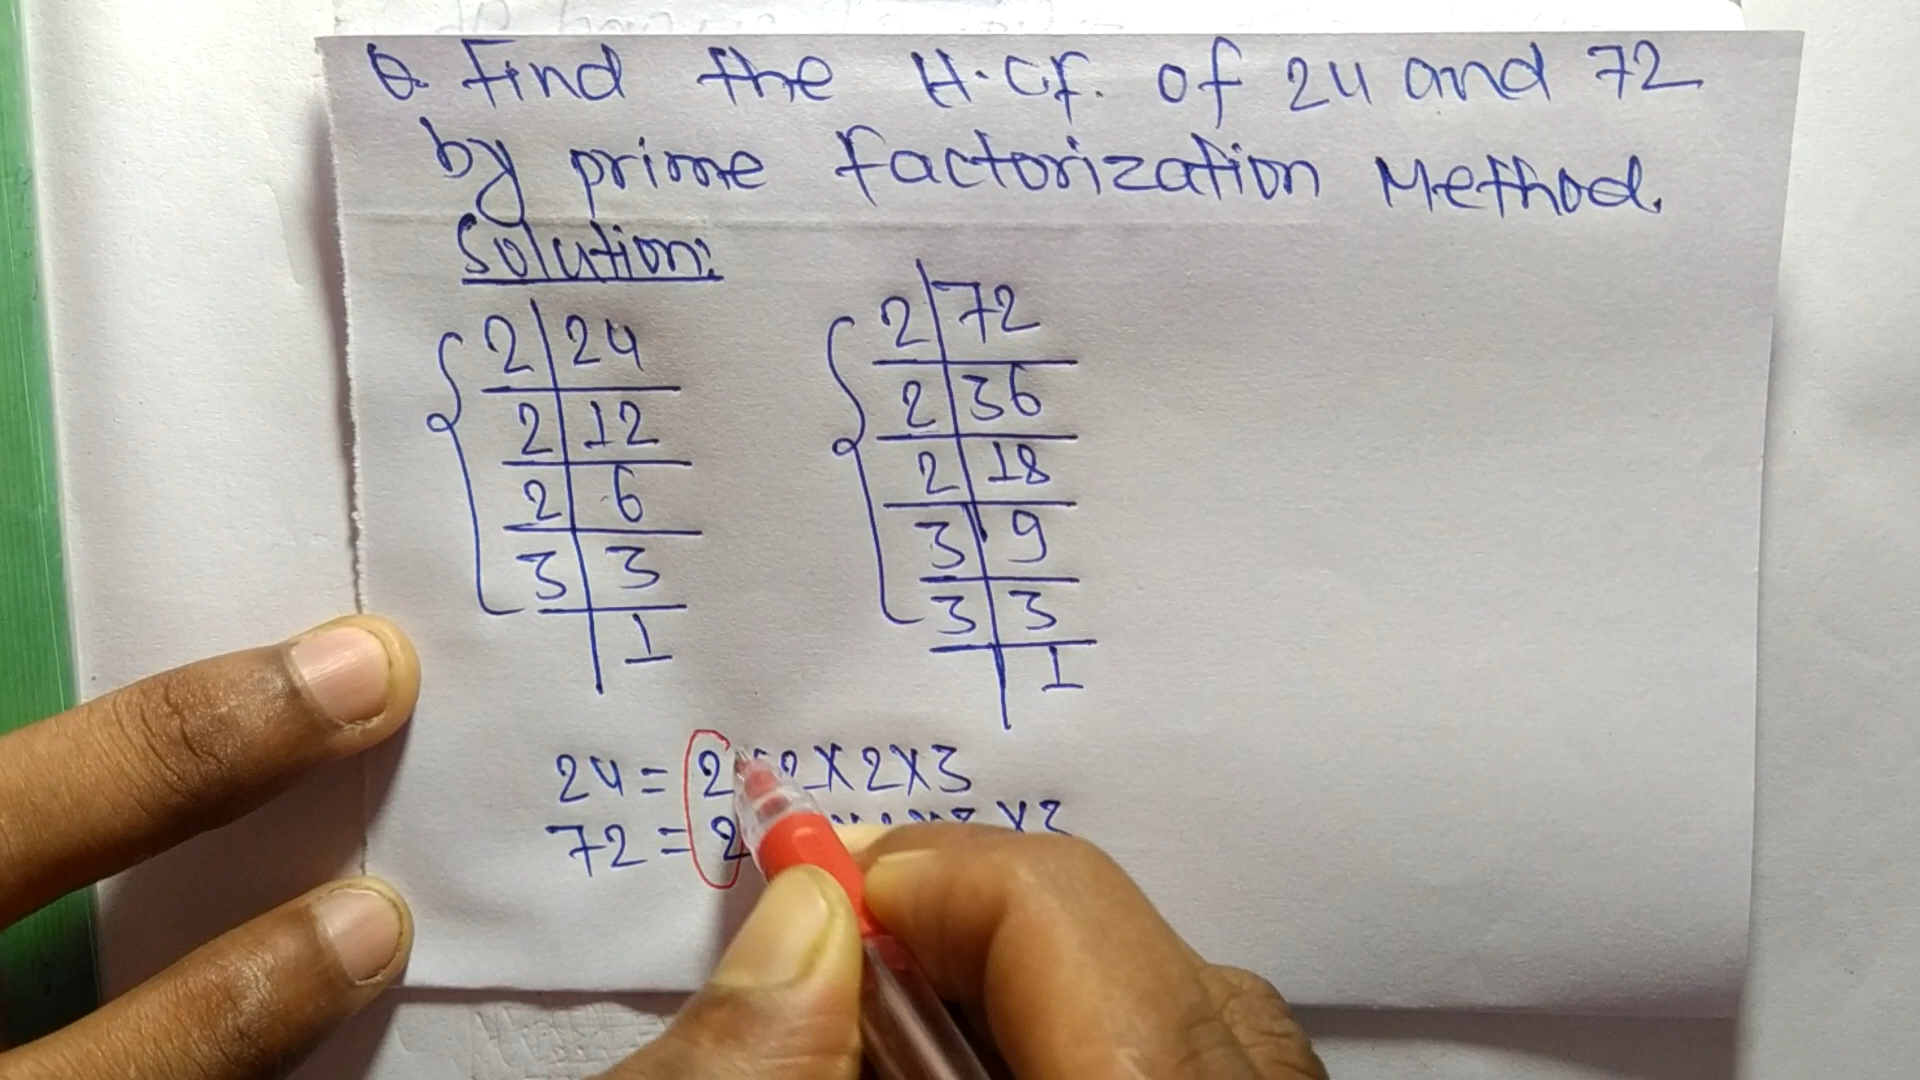 Q. Find the H.C.F. of 24 and 72
by prime factorization Method.
Solution:
2 | 24
2 | 12
2 | 6
3 | 3
1
2 | 72
2 | 36
2 | 18
3 | 9
3 | 3
1
24 = 2×2×2×3
72 = 2